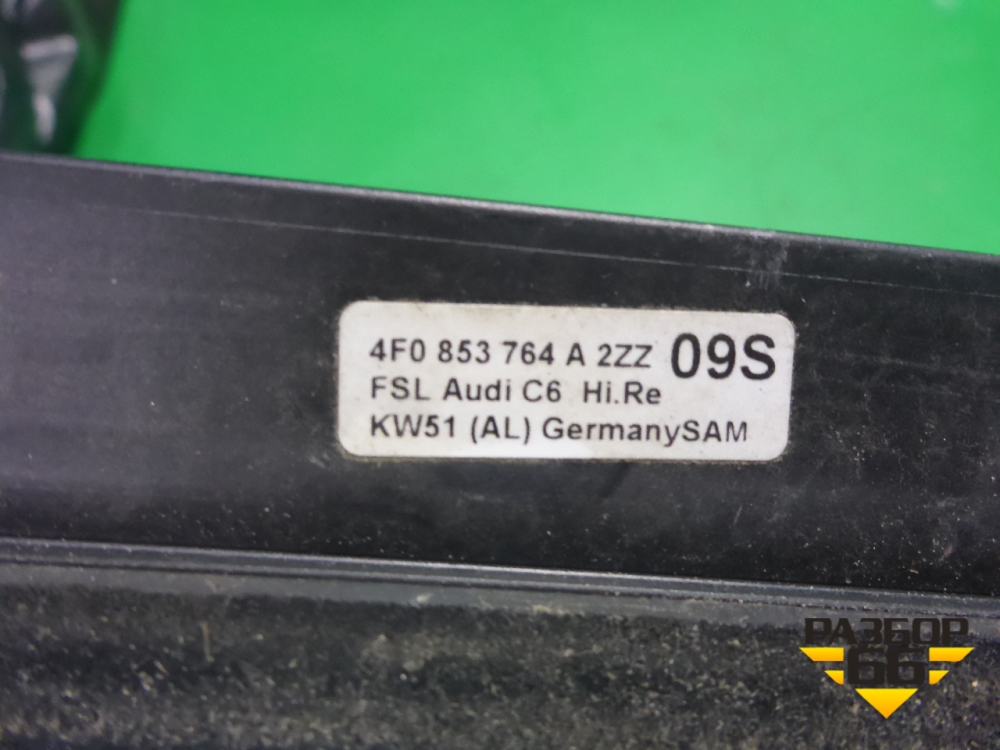 4F0 853 764 A 2ZZ 09S
FSL Audi C6 Hi.Re
KW51 (AL) GermanySAM
РАЗБОР
66